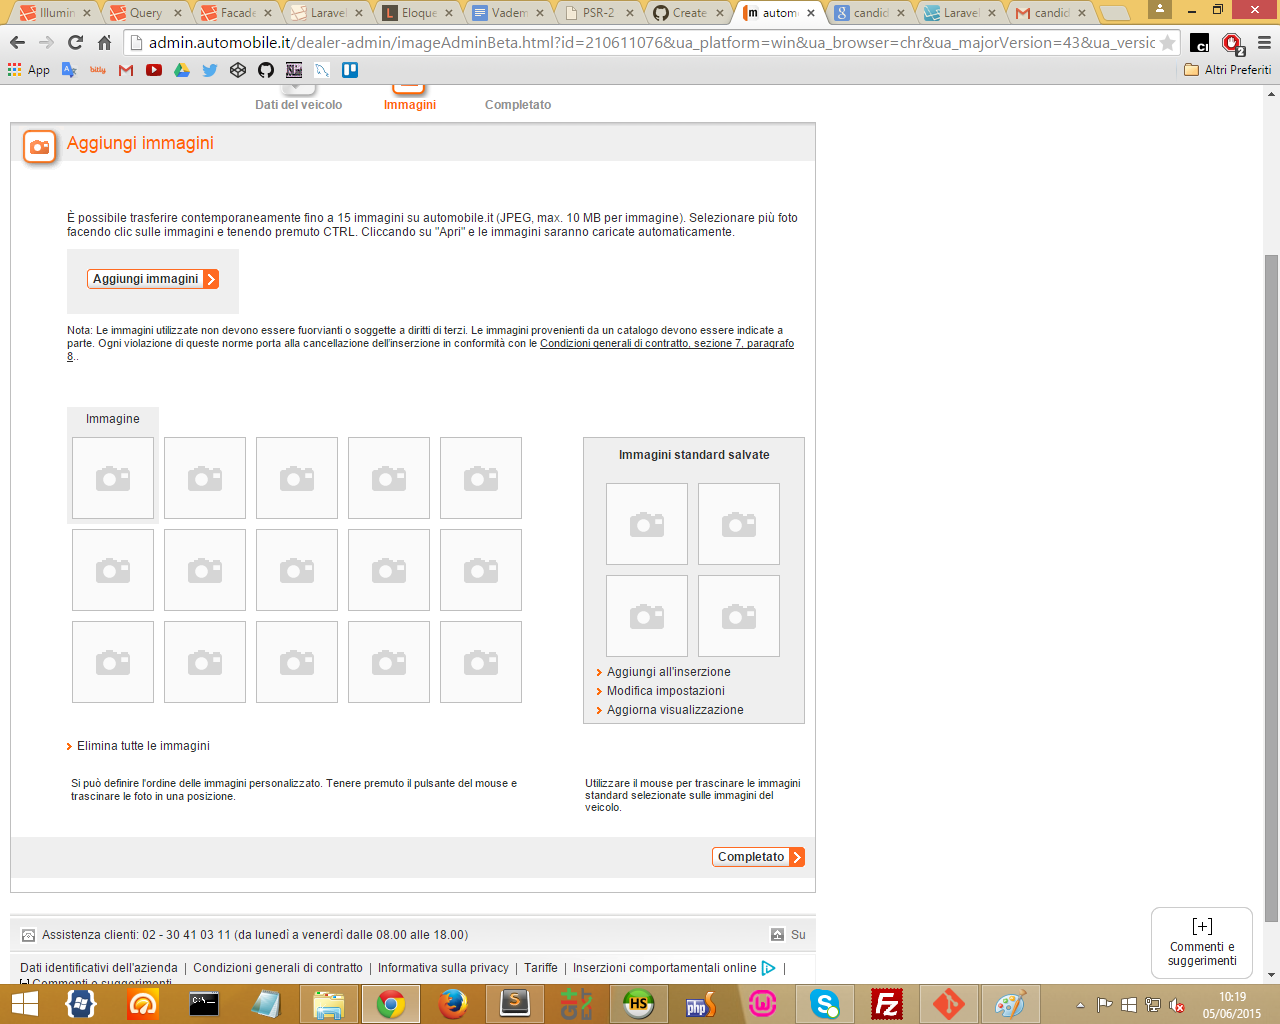 Illumin
Query
Facade
Laravel
Eloque
Vadem
PSR-2
Create
autom
candid
Laravel
candid
admin.automobile.it/dealer-admin/imageAdminBeta.html?id=210611076&ua_platform=win&ua_browser=chr&ua_majorVersion=43&ua_versic
App
bitly
Altri Preferiti
Dati del veicolo
Immagini
Completato
Aggiungi immagini
È possibile trasferire contemporaneamente fino a 15 immagini su automobile.it (JPEG, max. 10 MB per immagine). Selezionare più foto
facendo clic sulle immagini e tenendo premuto CTRL. Cliccando su "Apri" e le immagini saranno caricate automaticamente.
Aggiungi immagini
Nota: Le immagini utilizzate non devono essere fuorvianti o soggette a diritti di terzi. Le immagini provenienti da un catalogo devono essere indicate a
parte. Ogni violazione di queste norme porta alla cancellazione dell'inserzione in conformità con le Condizioni generali di contratto, sezione 7, paragrafo
8..
Immagine
Immagini standard salvate
Aggiungi all'inserzione
Modifica impostazioni
Aggiorna visualizzazione
Elimina tutte le immagini
Si può definire l'ordine delle immagini personalizzato. Tenere premuto il pulsante del mouse e
trascinare le foto in una posizione.
Utilizzare il mouse per trascinare le immagini
standard selezionate sulle immagini del
veicolo.
Completato
Assistenza clienti: 02 - 30 41 03 11 (da lunedì a venerdì dalle 08.00 alle 18.00)
Su
Dati identificativi dell'azienda | Condizioni generali di contratto | Informativa sulla privacy | Tariffe | Inserzioni comportamentali online |
[+] Commenti e suggerimenti
[+]
Commenti e
suggerimenti
10:19
05/06/2015